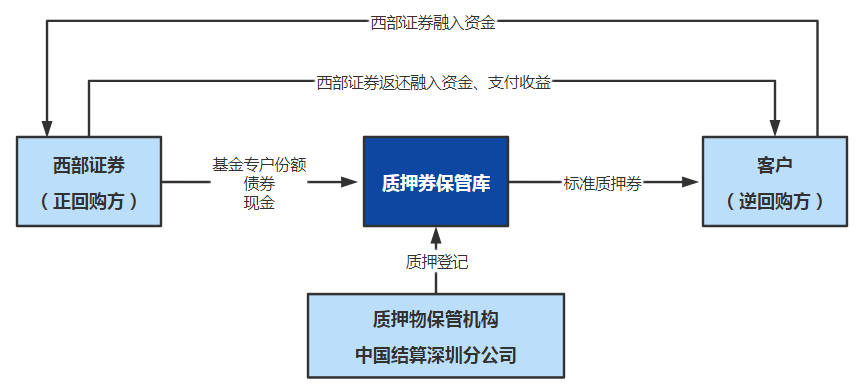 西部证券融入资金
西部证券返还融入资金、支付收益
西部证券
（正回购方）
基金专户份额
债券
现金
质押券保管库
标准质押券
客户
（逆回购方）
质押登记
质押物保管机构
中国结算深圳分公司